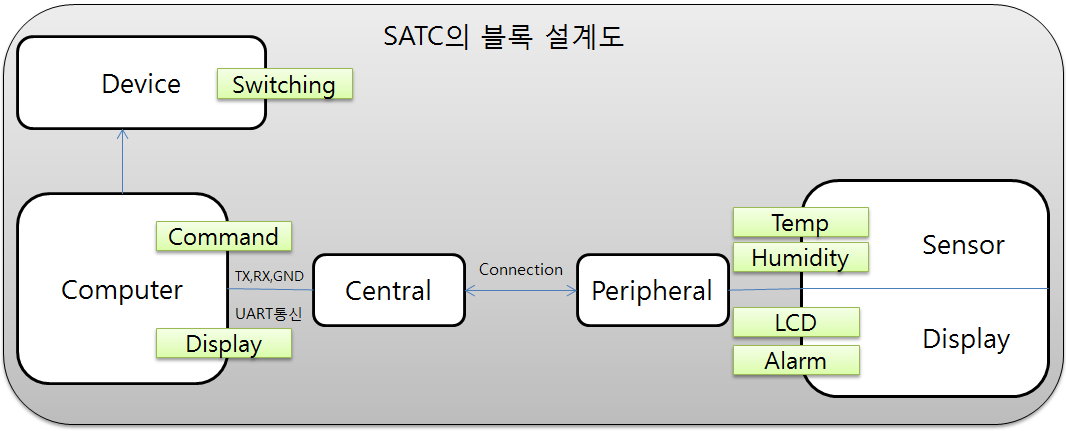 SATC의 블록 설계도
Device
Switching
Command
Computer
TX,RX,GND
UART통신
Display
Central
Connection
Peripheral
Temp
Humidity
Sensor
LCD
Alarm
Display